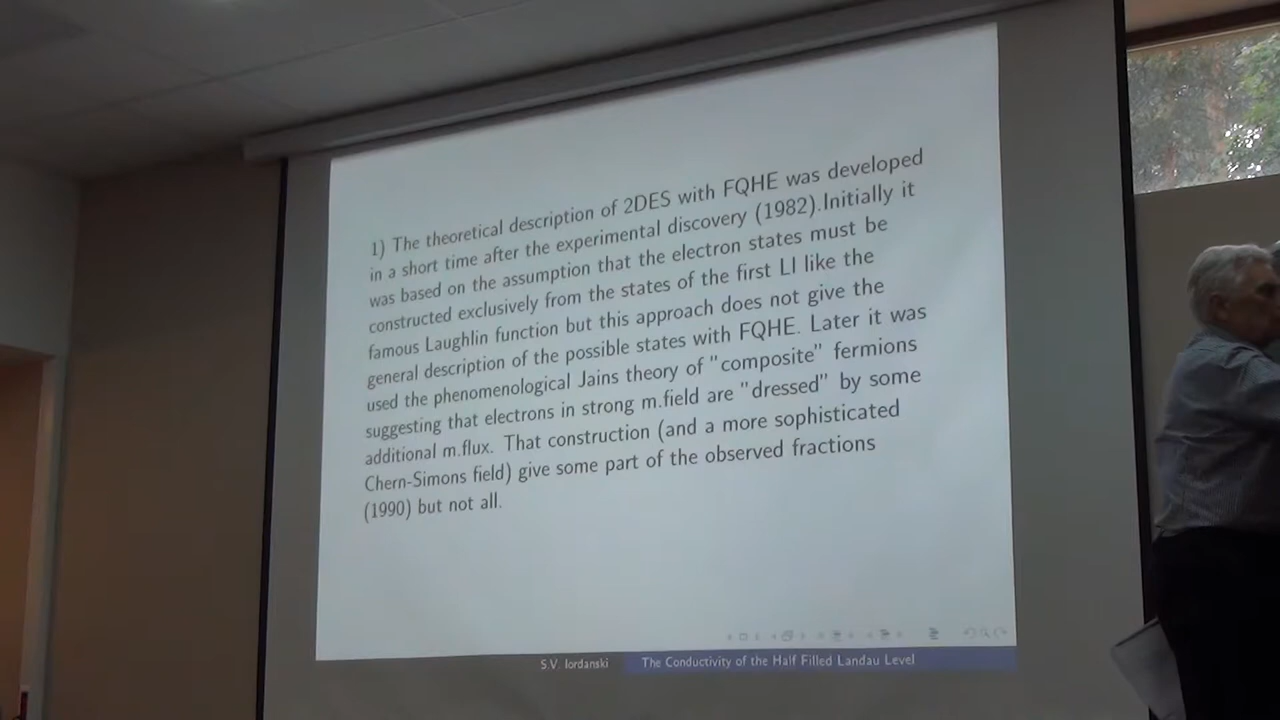 1) The theoretical description of 2DES with FQHE was developed
in a short time after the experimental discovery (1982).Initially it
was based on the assumption that the electron states must be
constructed exclusively from the states of the first Ll like the
famous Laughlin function but this approach does not give the
general description of the possible states with FQHE. Later it was
used the phenomenological Jains theory of "composite" fermions
suggesting that electrons in strong m.field are "dressed" by some
additional m.flux. That construction (and a more sophisticated
Chern-Simons field) give some part of the observed fractions
(1990) but not all.
S.V. Iordanski
The Conductivity of the Half Filled Landau Level